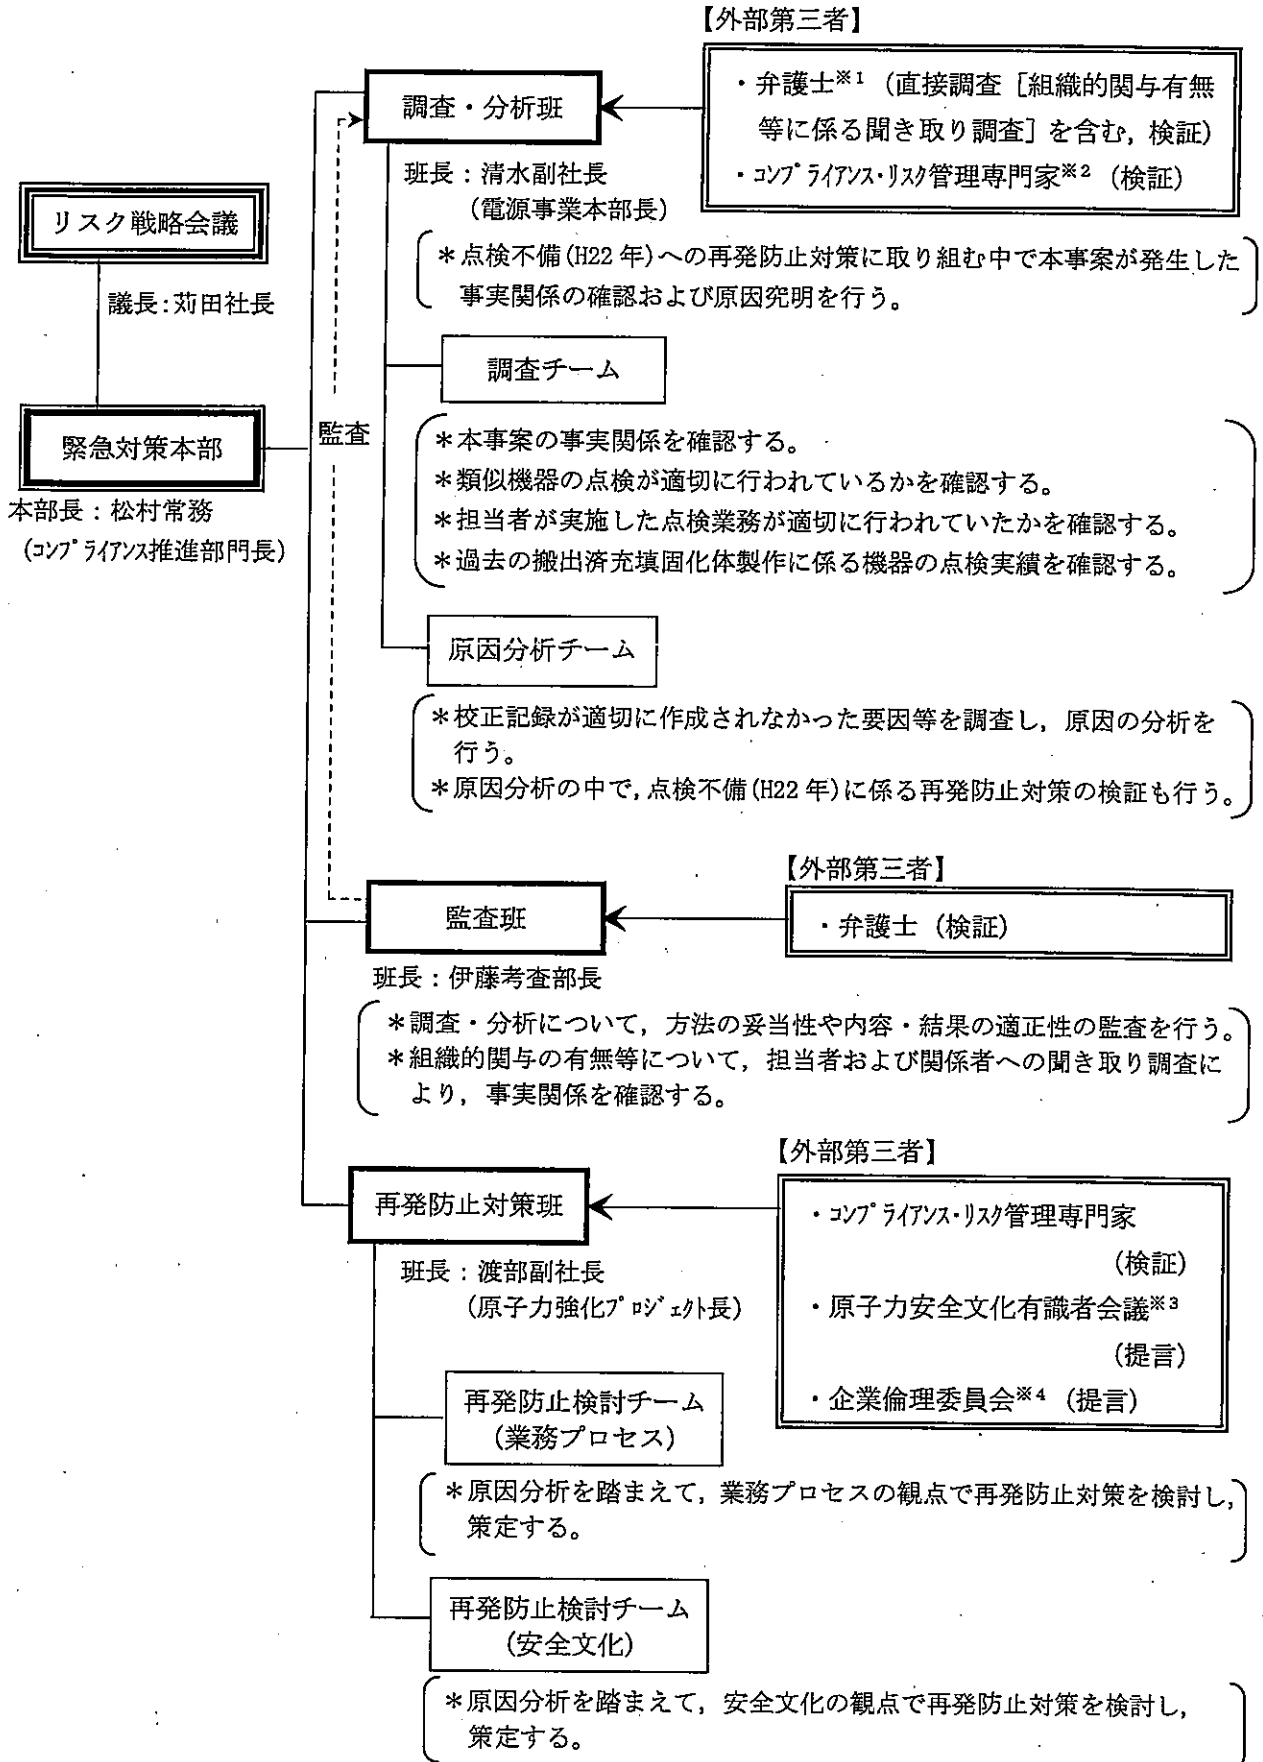 【外部第三者】
・弁護士※1（直接調査［組織的関与有無
等に係る聞き取り調査］を含む，検証）
・ｺﾝﾌﾟﾗｲｱﾝｽ・ﾘｽｸ管理専門家※2（検証）
調査・分析班
班長：清水副社長
（電源事業本部長）
＊点検不備(H22年)への再発防止対策に取り組む中で本事案が発生した
事実関係の確認および原因究明を行う。
リスク戦略会議
議長：苅田社長
緊急対策本部
本部長：松村常務
（ｺﾝﾌﾟﾗｲｱﾝｽ推進部門長）
監査
調査チーム
＊本事案の事実関係を確認する。
＊類似機器の点検が適切に行われているかを確認する。
＊担当者が実施した点検業務が適切に行われていたかを確認する。
＊過去の搬出済充填固化体製作に係る機器の点検実績を確認する。
原因分析チーム
＊校正記録が適切に作成されなかった要因等を調査し，原因の分析を
行う。
＊原因分析の中で，点検不備(H22年)に係る再発防止対策の検証も行う。
【外部第三者】
・弁護士（検証）
監査班
班長：伊藤考査部長
＊調査・分析について，方法の妥当性や内容・結果の適正性の監査を行う。
＊組織的関与の有無等について，担当者および関係者への聞き取り調査に
より，事実関係を確認する。
【外部第三者】
・ｺﾝﾌﾟﾗｲｱﾝｽ・ﾘｽｸ管理専門家
（検証）
・原子力安全文化有識者会議※3
（提言）
・企業倫理委員会※4（提言）
再発防止対策班
班長：渡部副社長
（原子力強化ﾌﾟﾛｼﾞｪｸﾄ長）
再発防止検討チーム
（業務プロセス）
＊原因分析を踏まえて，業務プロセスの観点で再発防止対策を検討し，
策定する。
再発防止検討チーム
（安全文化）
＊原因分析を踏まえて，安全文化の観点で再発防止対策を検討し，
策定する。